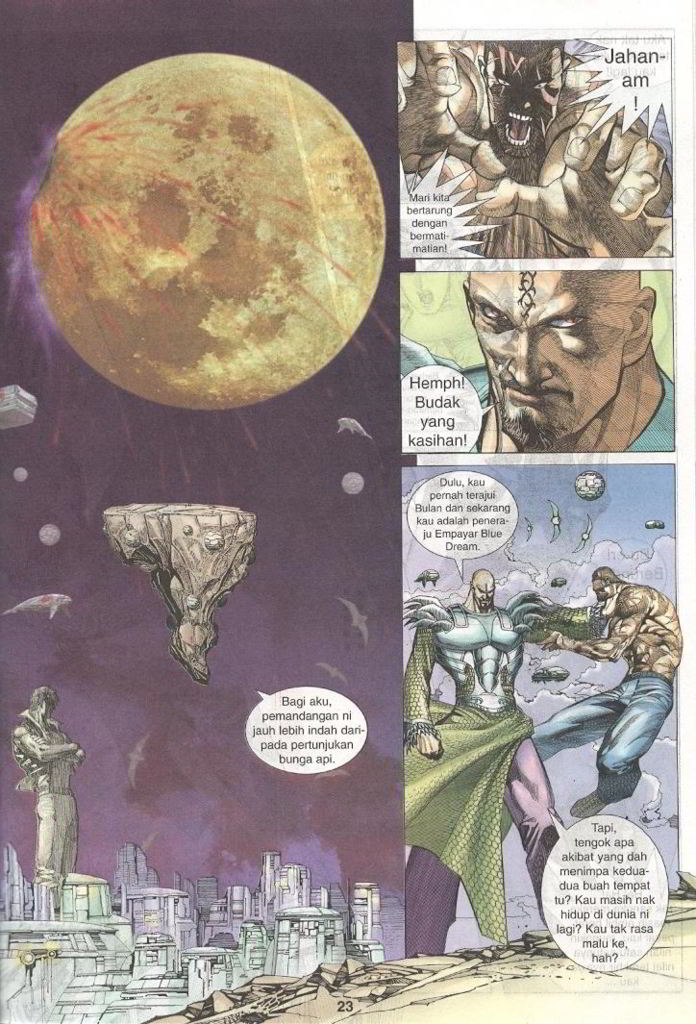 Bagi aku,
pemandangan ni
jauh lebih indah dari-
pada pertunjukan
bunga api.
Jahan-
am
!
Mari kita
bertarung
dengan
bermati-
matian!
Hemph!
Budak
yang
kasihan!
Dulu, kau
pernah terajui
Bulan dan sekarang
kau adalah penera-
ju Empayar Blue
Dream.
Tapi,
tengok apa
akibat yang dah
menimpa kedua-
dua buah tempat
tu? Kau masih nak
hidup di dunia ni
lagi? Kau tak rasa
malu ke,
hah?
23